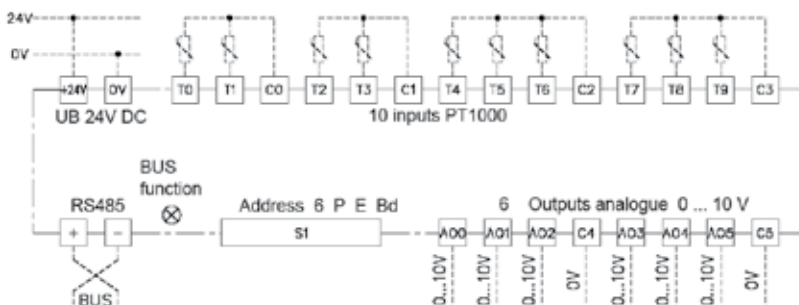 24V
0V
+24V 0V T0 T1 C0 T2 T3 C1 T4 T5 T6 C2 T7 T8 T9 C3
UB 24V DC
10 inputs PT1000
BUS
function
RS485
Address 6 P E Bd
6 Outputs analogue 0 ... 10 V
+ - S1 AO0 AO1 AO2 C4 AO3 AO4 AO5 C5
0...10V 0...10V 0...10V 0V 0...10V 0...10V 0...10V 0V
BUS